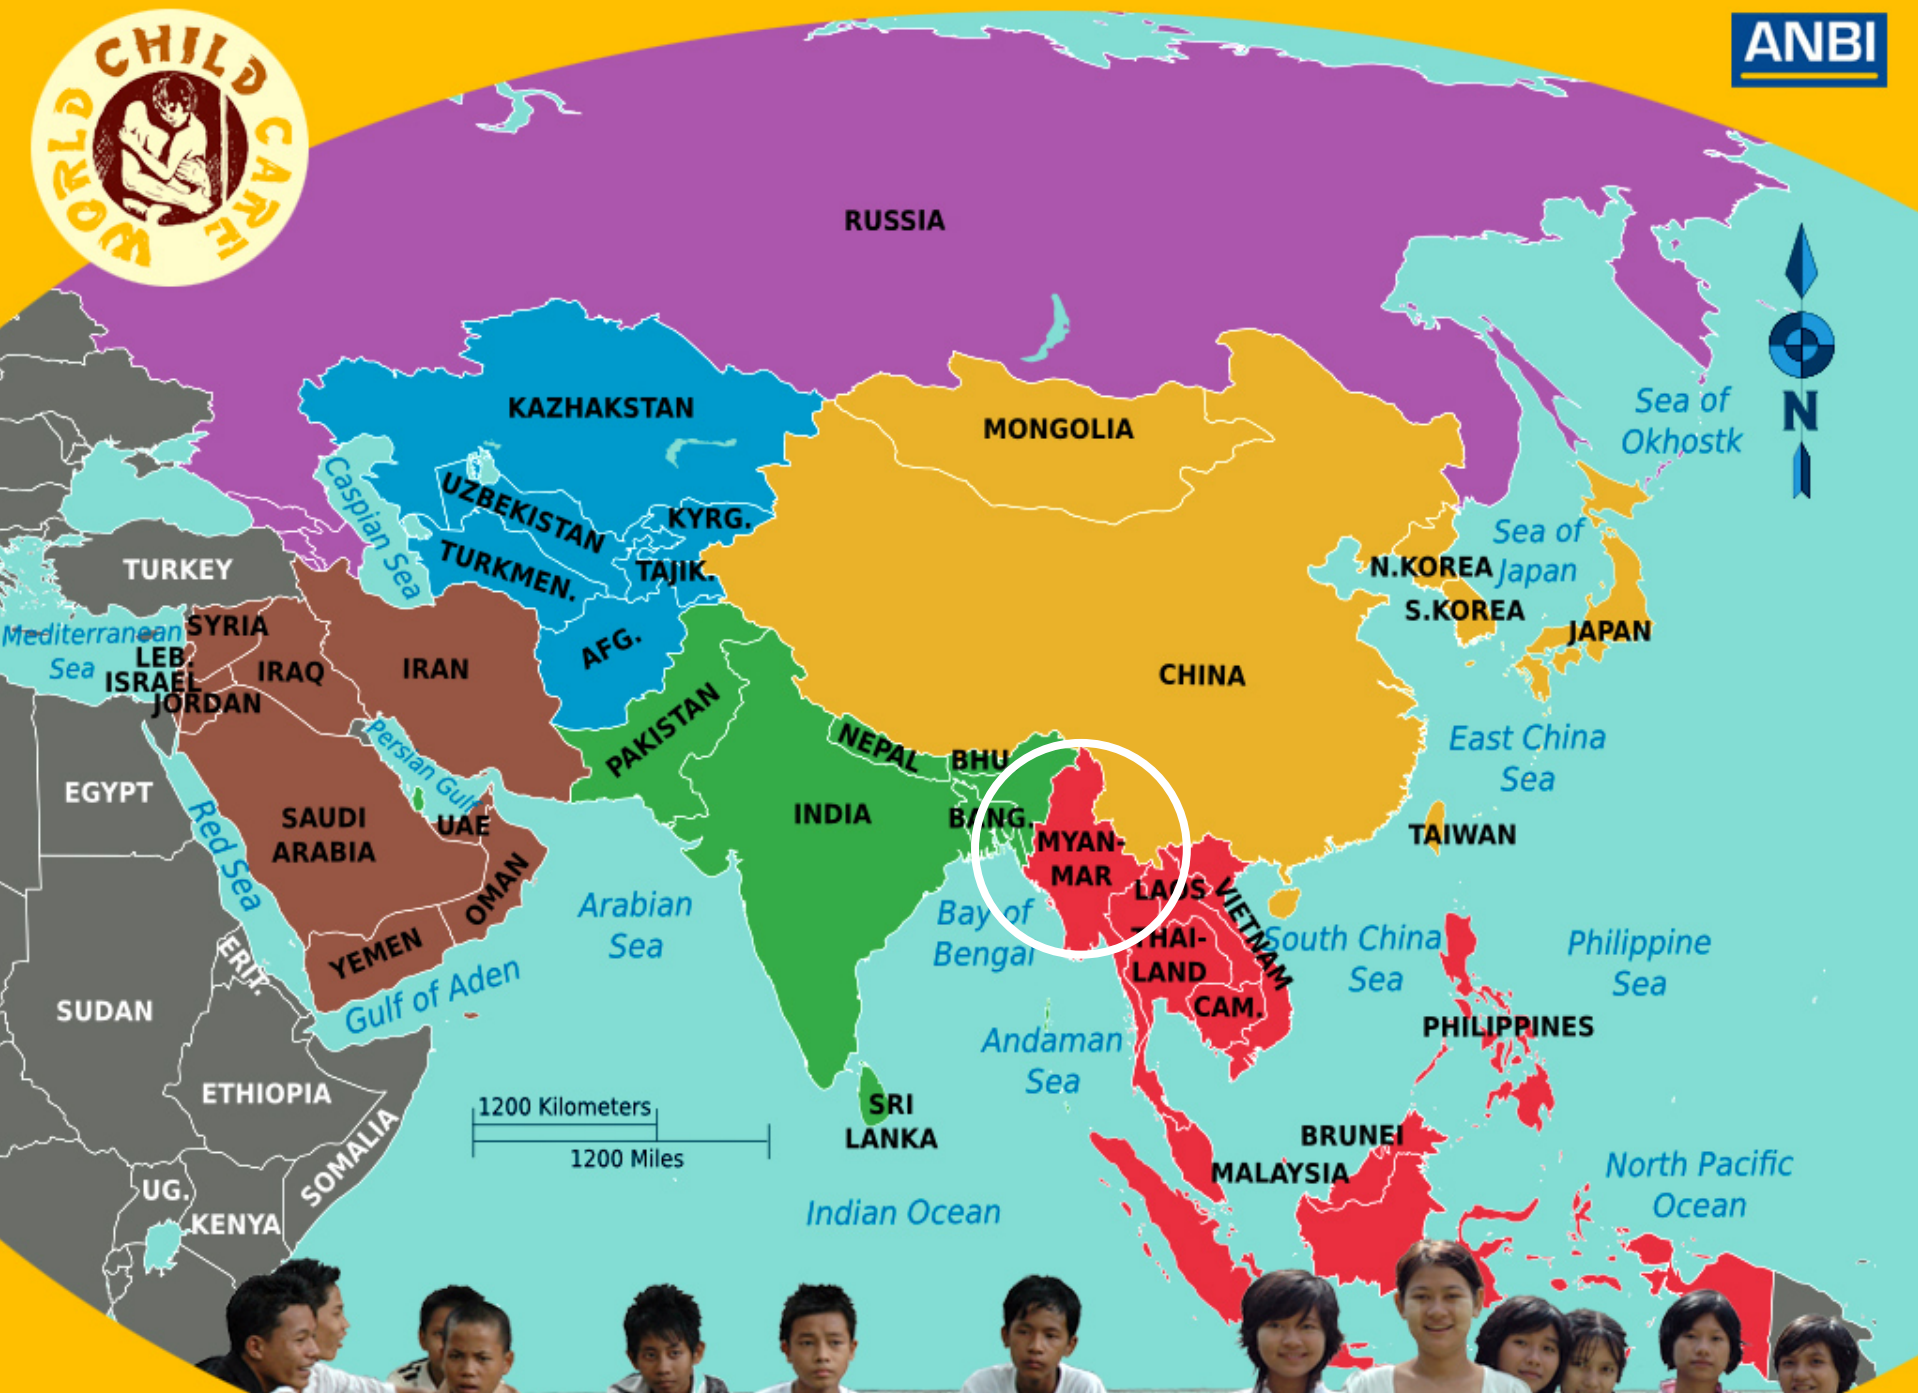 WORLD CHILD CARE
ANBI
RUSSIA
KAZHAKSTAN
MONGOLIA
Sea of
Okhostk
N
Caspian Sea
UZBEKISTAN
KYRG.
TURKMEN.
TAJIK.
Sea of
Japan
N.KOREA
S.KOREA
JAPAN
TURKEY
Mediterranean
Sea
SYRIA
LEB.
ISRAEL
JORDAN
IRAQ
IRAN
AFG.
CHINA
PAKISTAN
NEPAL
BHU
East China
Sea
Persian Gulf
EGYPT
Red Sea
SAUDI
ARABIA
UAE
OMAN
YEMEN
INDIA
BANG.
MYAN-
MAR
LAOS
VIETNAM
TAIWAN
Arabian
Sea
Bay of
Bengal
THAI-
LAND
CAM.
South China
Sea
Philippine
Sea
ERIT.
SUDAN
Gulf of Aden
PHILIPPINES
Andaman
Sea
ETHIOPIA
SOMALIA
1200 Kilometers
1200 Miles
SRI
LANKA
BRUNEI
MALAYSIA
UG.
KENYA
Indian Ocean
North Pacific
Ocean